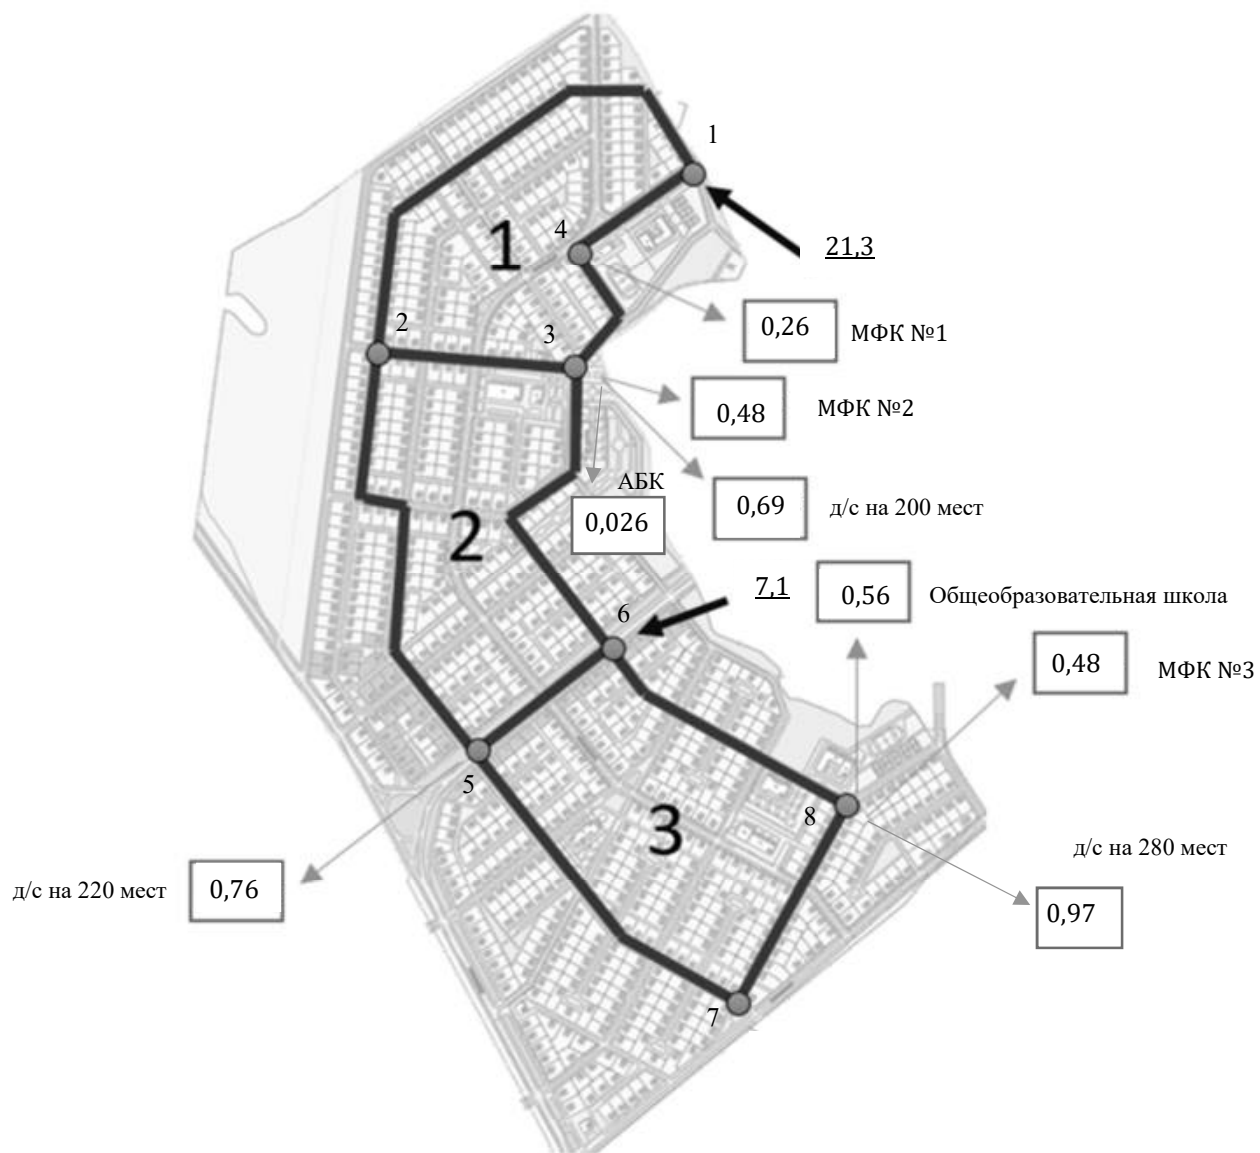 1
21,3
4
1
0,26
МФК №1
2
3
0,48
МФК №2
АБК
0,026
0,69
д/с на 200 мест
2
7,1
0,56
Общеобразовательная школа
6
0,48
МФК №3
5
8
3
д/с на 280 мест
д/с на 220 мест
0,76
0,97
7